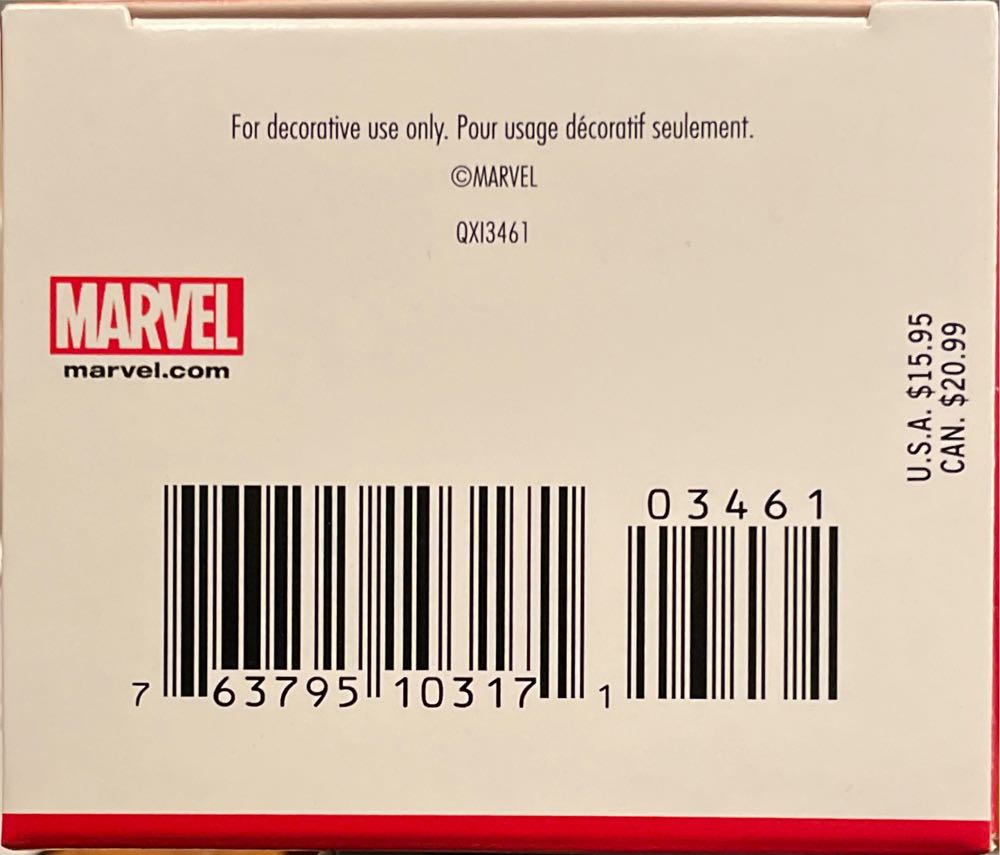 For decorative use only. Pour usage décoratif seulement.
©MARVEL
QXI3461
MARVEL
marvel.com
U.S.A. $15.95
CAN. $20.99
03461
7 63795 10317 1